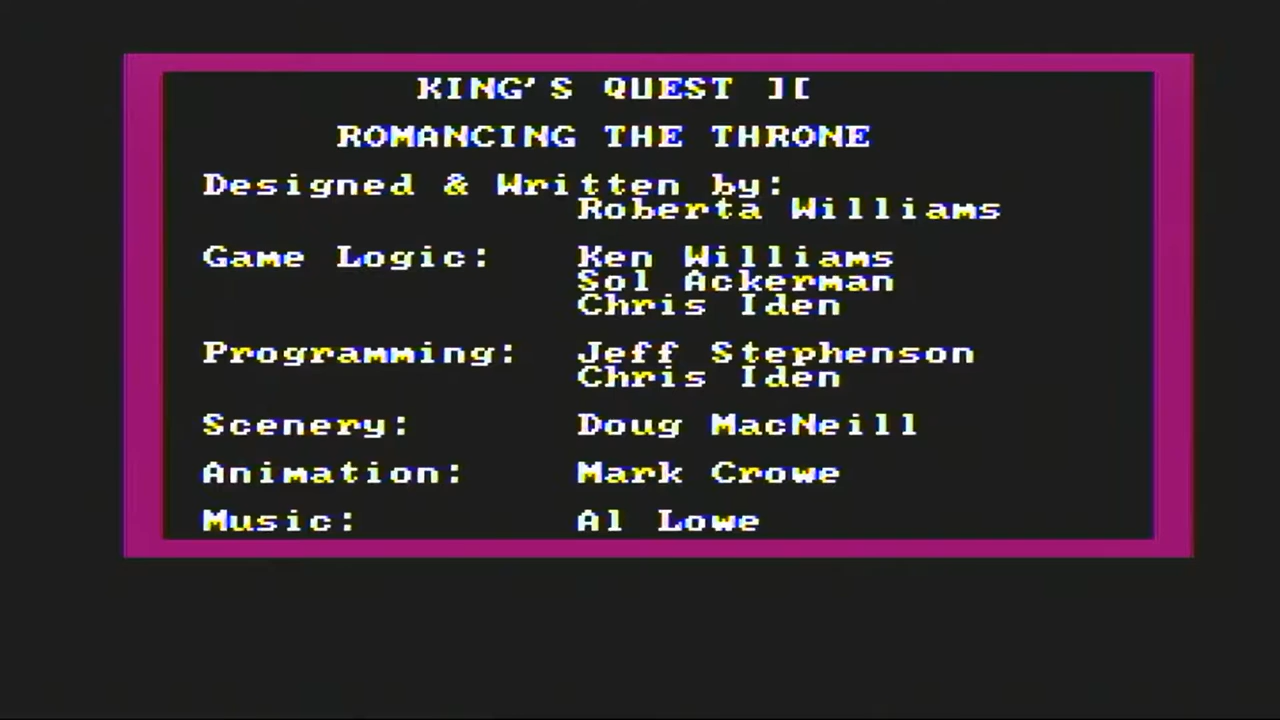 KING'S QUEST ][
ROMANCING THE THRONE
Designed & Written by:
Roberta Williams
Game Logic: Ken Williams
Sol Ackerman
Chris Iden
Programming: Jeff Stephenson
Chris Iden
Scenery: Doug MacNeill
Animation: Mark Crowe
Music: Al Lowe